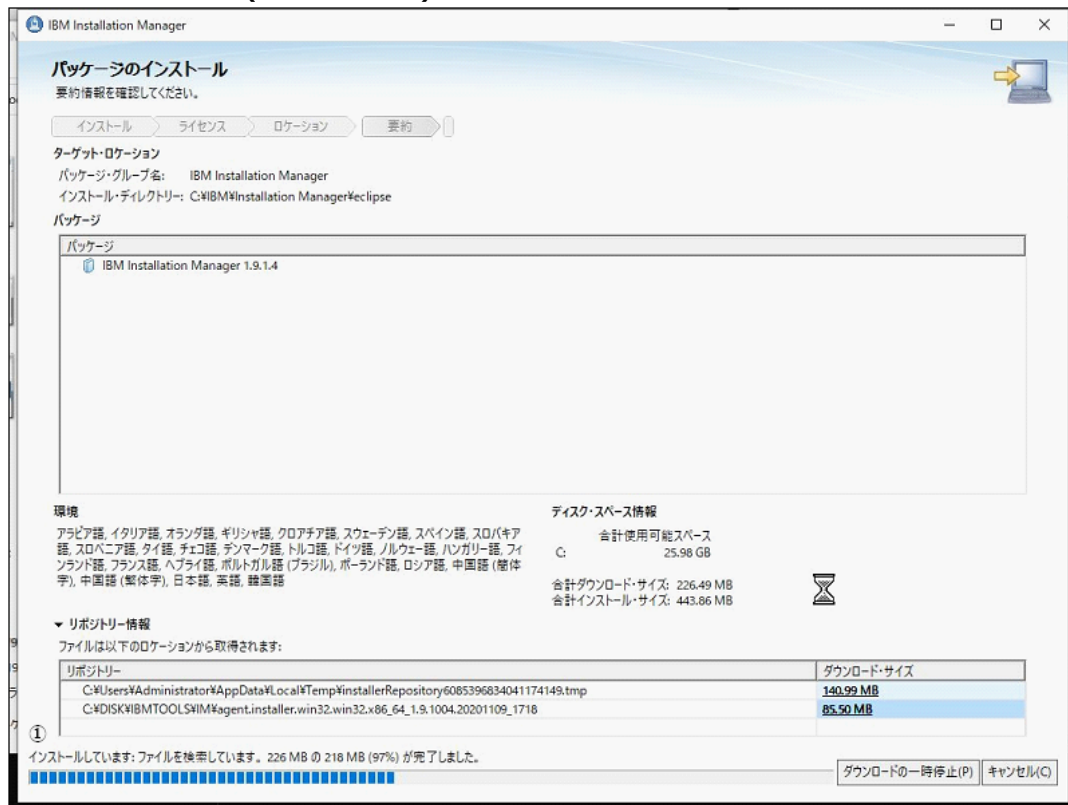 IBM Installation Manager
パッケージのインストール
要約情報を確認してください。
インストール ライセンス ロケーション 要約
ターゲット・ロケーション
パッケージ・グループ名: IBM Installation Manager
インストール・ディレクトリー: C:¥IBM¥Installation Manager¥eclipse
パッケージ
パッケージ
IBM Installation Manager 1.9.1.4
環境
アラビア語, イタリア語, オランダ語, ギリシャ語, クロアチア語, スウェーデン語, スペイン語, スロバキア
語, スロベニア語, タイ語, チェコ語, デンマーク語, トルコ語, ドイツ語, ノルウェー語, ハンガリー語, フィ
ンランド語, フランス語, ヘブライ語, ポルトガル語 (ブラジル), ポーランド語, ロシア語, 中国語 (簡体
字), 中国語 (繁体字), 日本語, 英語, 韓国語
ディスク・スペース情報
合計使用可能スペース
C: 25.98 GB
合計ダウンロード・サイズ: 226.49 MB
合計インストール・サイズ: 443.86 MB
リポジトリー情報
ファイルは以下のロケーションから取得されます:
リポジトリー ダウンロード・サイズ
C:¥Users¥Administrator¥AppData¥Local¥Temp¥installerRepository6085396834041174149.tmp 140.99 MB
C:¥DISK¥IBMTOOLS¥IM¥agent.installer.win32.win32.x86_64_1.9.1004.20201109_1718 85.50 MB
①
インストールしています: ファイルを検索しています。226 MB の 218 MB (97%) が完了しました。
ダウンロードの一時停止(P) キャンセル(C)